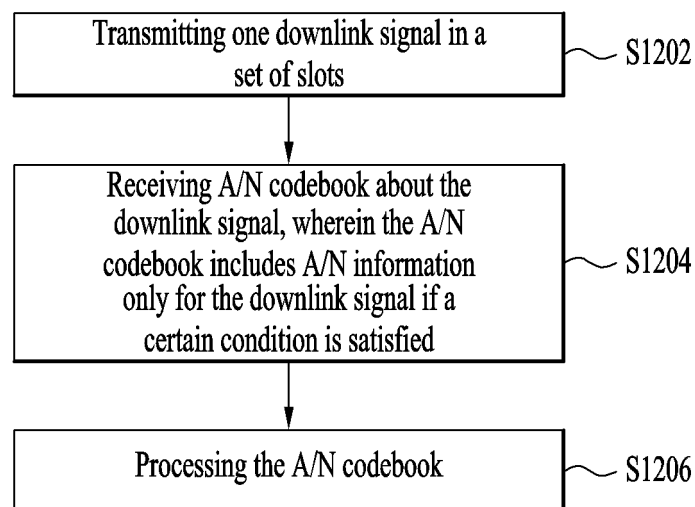 Transmitting one downlink signal in a
set of slots
S1202
Receiving A/N codebook about the
downlink signal, wherein the A/N
codebook includes A/N information
only for the downlink signal if a
certain condition is satisfied
S1204
Processing the A/N codebook
S1206